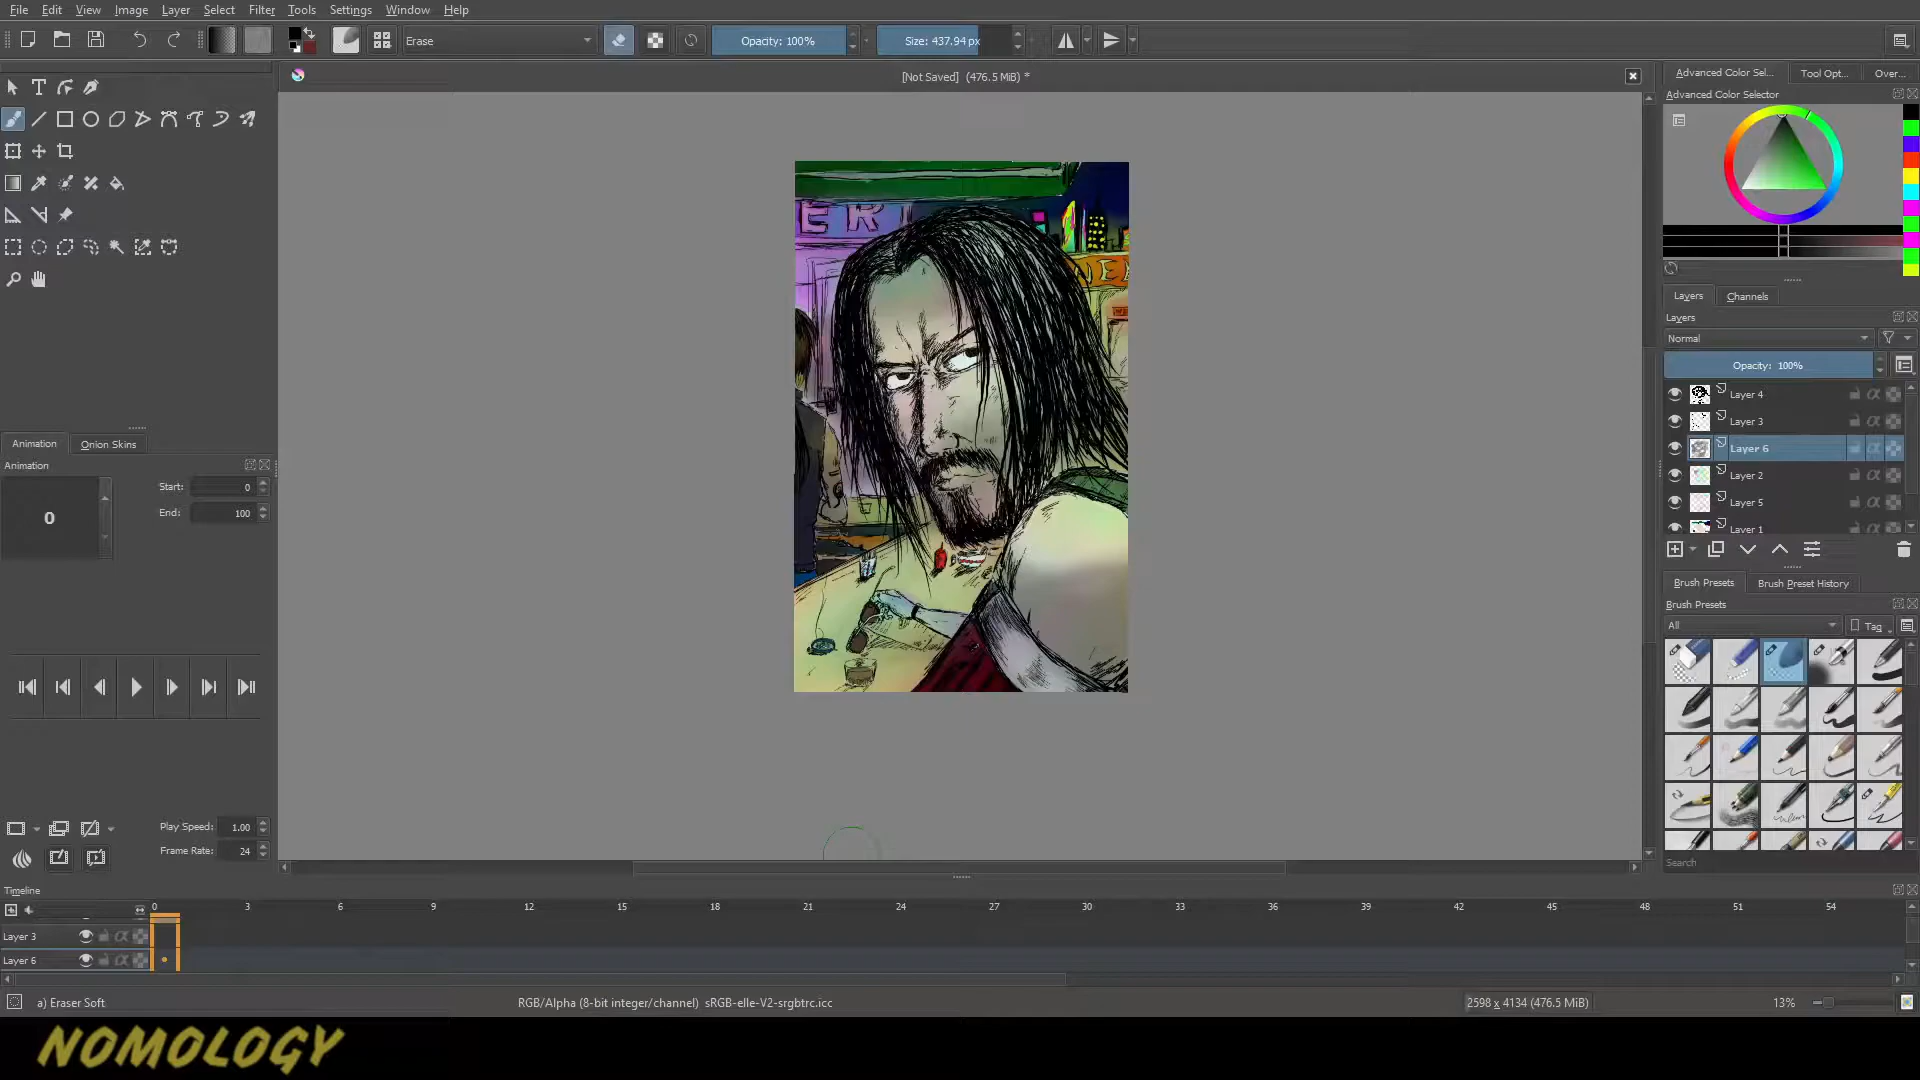 File Edit View Image Layer Select Filter Tools Settings Window Help
Erase Opacity: 100% Size: 437.94 px
[Not Saved] (476.5 MiB) *
Advanced Color Sel... Tool Opt... Over...
Advanced Color Selector
ER
Layers Channels
Layers
Normal
Opacity: 100%
Layer 4
Layer 3
Layer 6
Layer 2
Layer 5
Layer 1
Animation Onion Skins
Animation
Start: 0
0
End: 100
Brush Presets Brush Preset History
Brush Presets
All Tag
Search
Play Speed: 1.00
Frame Rate: 24
Timeline
0 3 6 9 12 15 18 21 24 27 30 33 36 39 42 45 48 51 54
Layer 3
Layer 6
a) Eraser Soft RGB/Alpha (8-bit integer/channel) sRGB-elle-V2-srgbtrc.icc 2598 x 4134 (476.5 MiB) 13%
NOMOLOGY